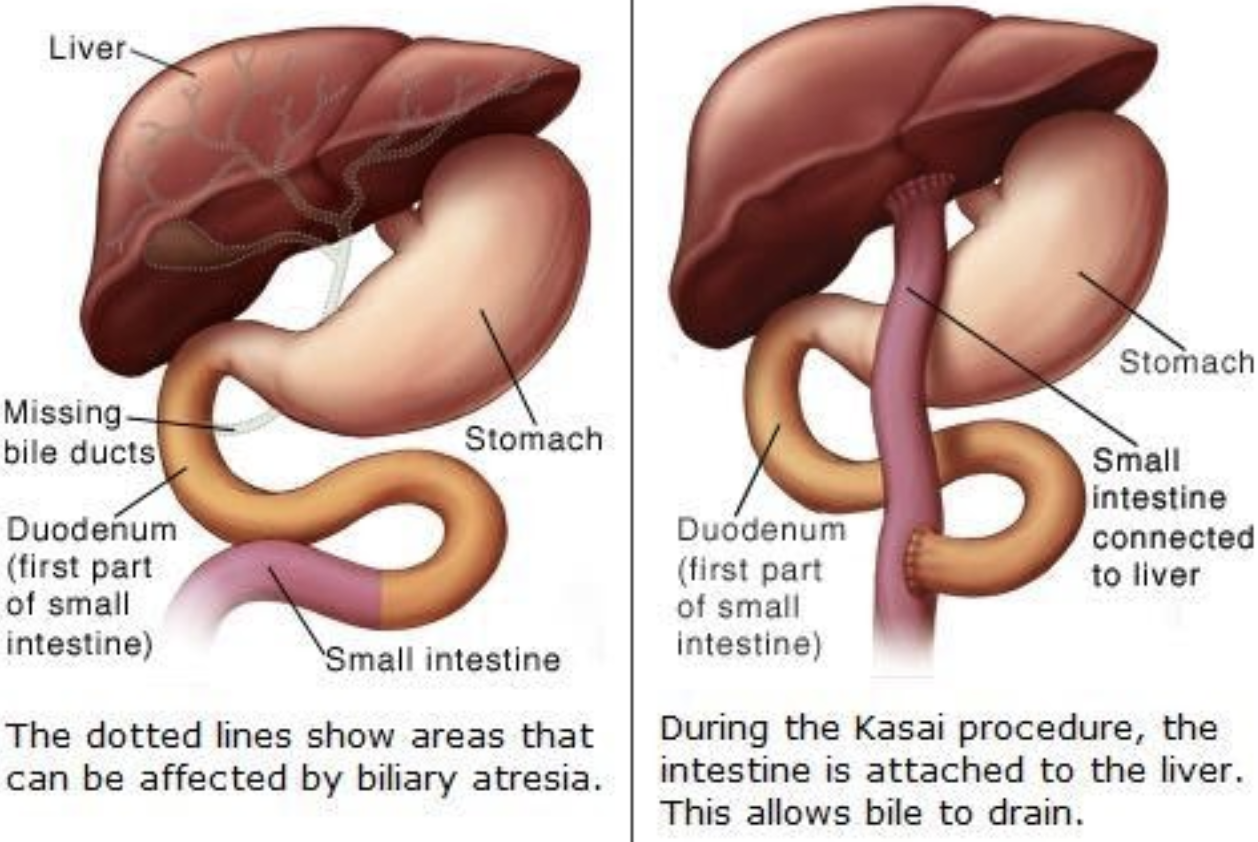 Liver
Missing
bile ducts
Stomach
Duodenum
(first part
of small
intestine)
Small intestine
The dotted lines show areas that
can be affected by biliary atresia.
Stomach
Small
intestine
connected
to liver
Duodenum
(first part
of small
intestine)
During the Kasai procedure, the
intestine is attached to the liver.
This allows bile to drain.